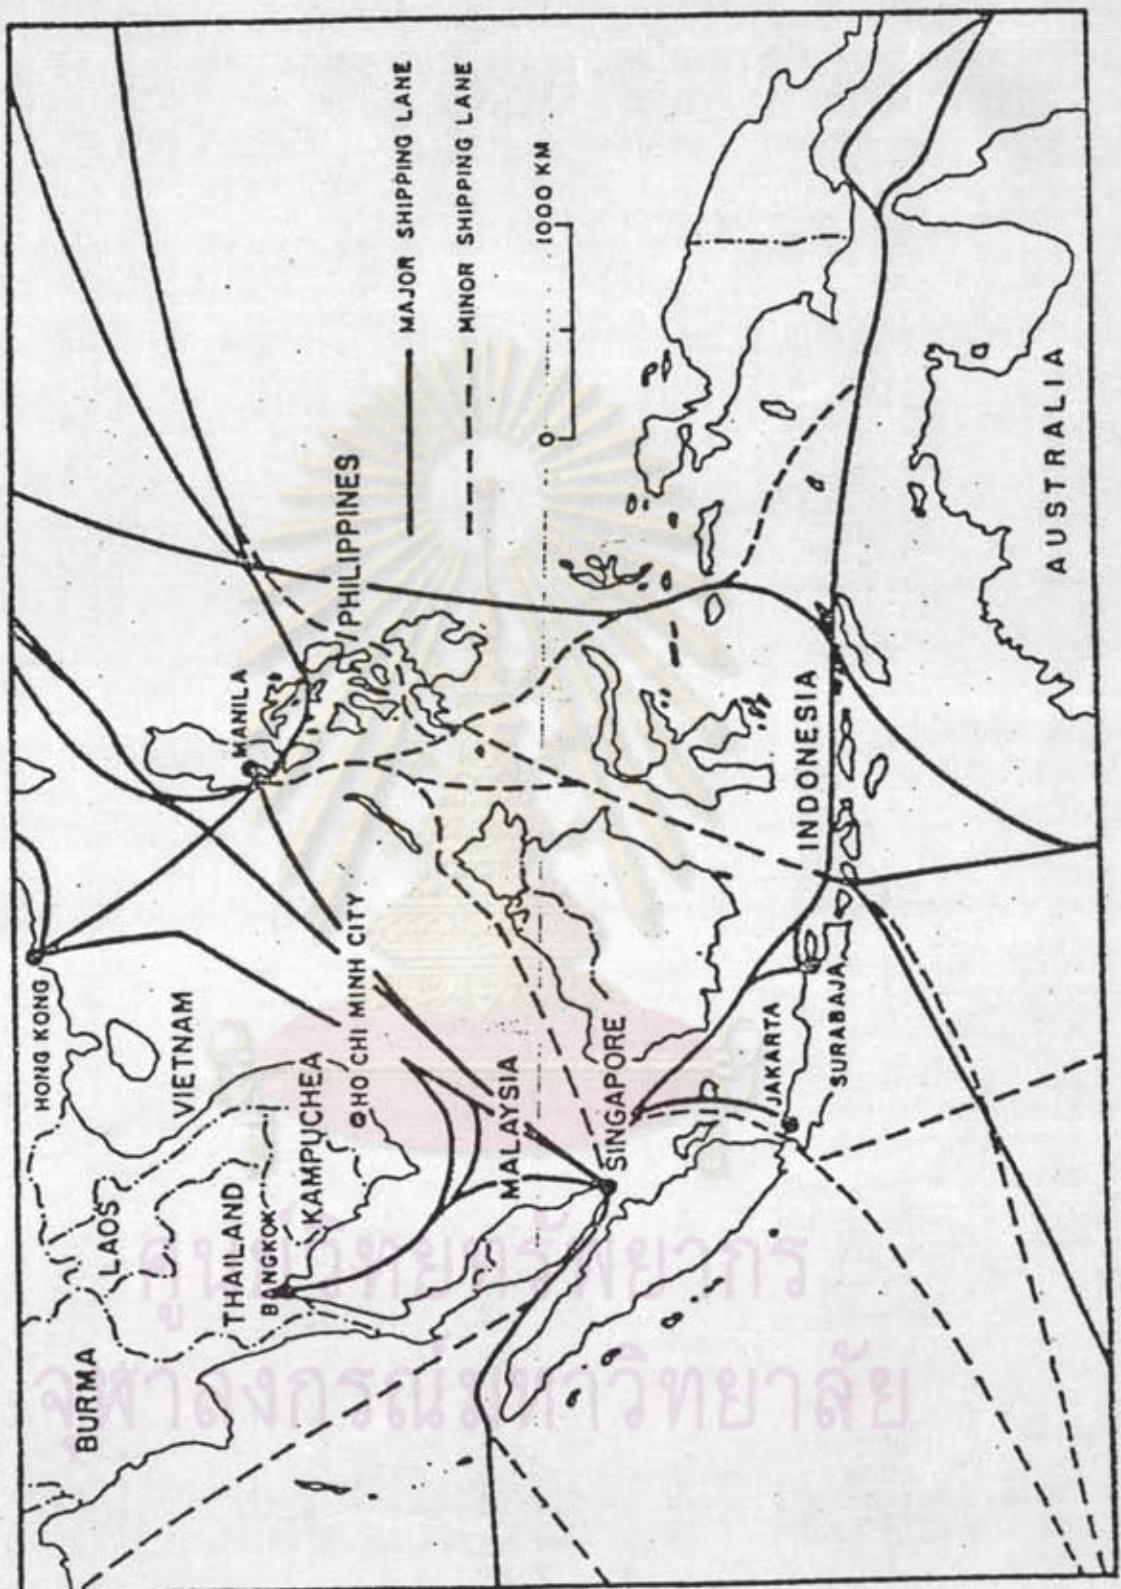 HONG KONG
BURMA
LAOS
VIETNAM
THAILAND
BANGKOK
KAMPUCHEA
HO CHI MINH CITY
MANILA
PHILIPPINES
MAJOR SHIPPING LANE
MINOR SHIPPING LANE
0 1000 KM
MALAYSIA
SINGAPORE
JAKARTA
SURABAJA
INDONESIA
AUSTRALIA
ศูนย์วิทยทรัพยากร
จุฬาลงกรณ์มหาวิทยาลัย